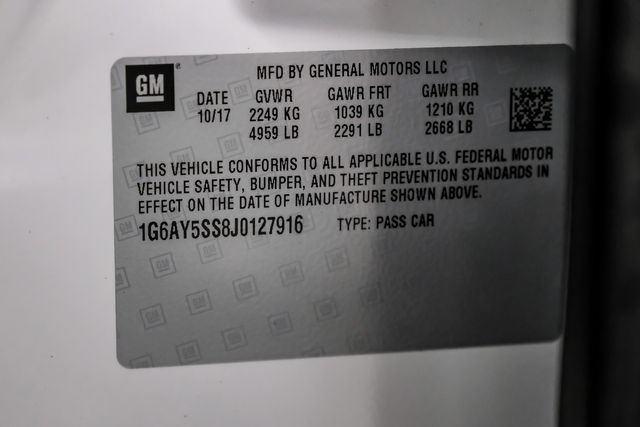 GM
MFD BY GENERAL MOTORS LLC
DATE GVWR GAWR FRT GAWR RR
10/17 2249 KG 1039 KG 1210 KG
4959 LB 2291 LB 2668 LB
THIS VEHICLE CONFORMS TO ALL APPLICABLE U.S. FEDERAL MOTOR
VEHICLE SAFETY, BUMPER, AND THEFT PREVENTION STANDARDS IN
EFFECT ON THE DATE OF MANUFACTURE SHOWN ABOVE.
1G6AY5SS8J0127916 TYPE: PASS CAR